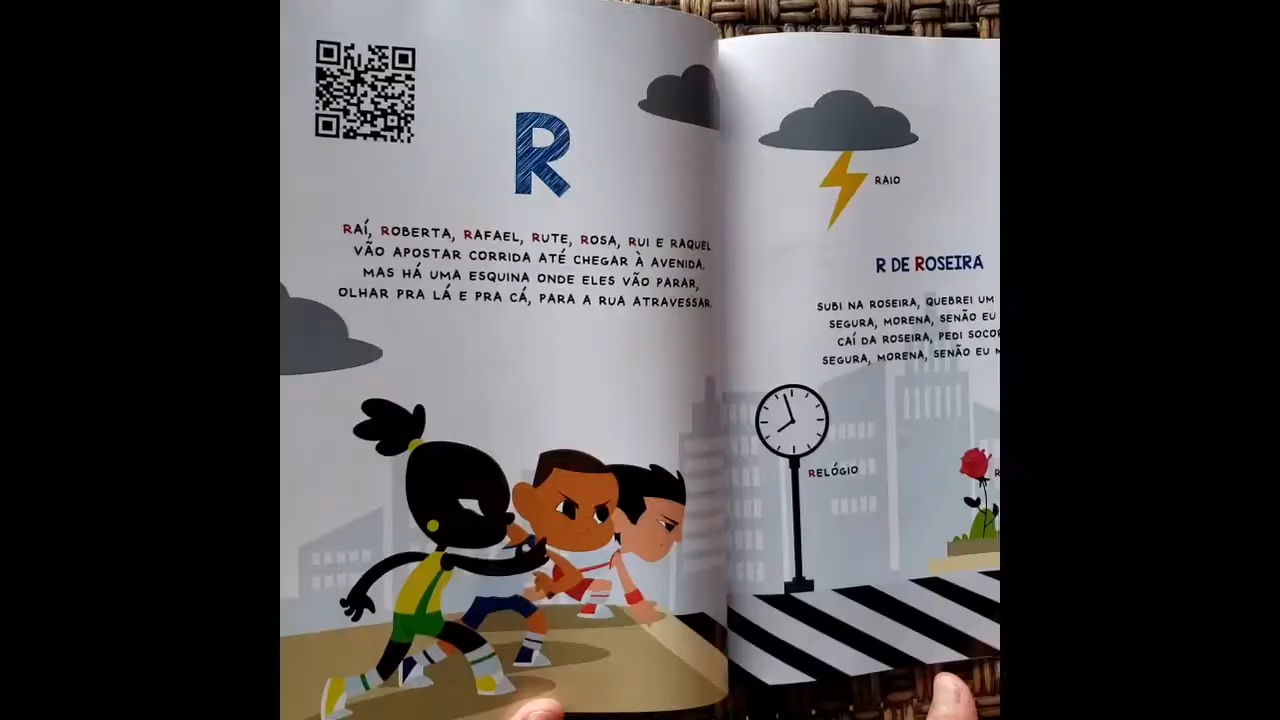 R
RAÍ, ROBERTA, RAFAEL, RUTE, ROSA, RUI E RAQUEL
VÃO APOSTAR CORRIDA ATÉ CHEGAR À AVENIDA.
MAS HÁ UMA ESQUINA ONDE ELES VÃO PARAR,
OLHAR PRA LÁ E PRA CÁ, PARA A RUA ATRAVESSAR.
RAIO
R DE ROSEIRA
SUBI NA ROSEIRA, QUEBREI UM
SEGURA, MORENA, SENÃO EU
CAÍ DA ROSEIRA, PEDI
SEGURA, MORENA, SENÃO EU
RELÓGIO